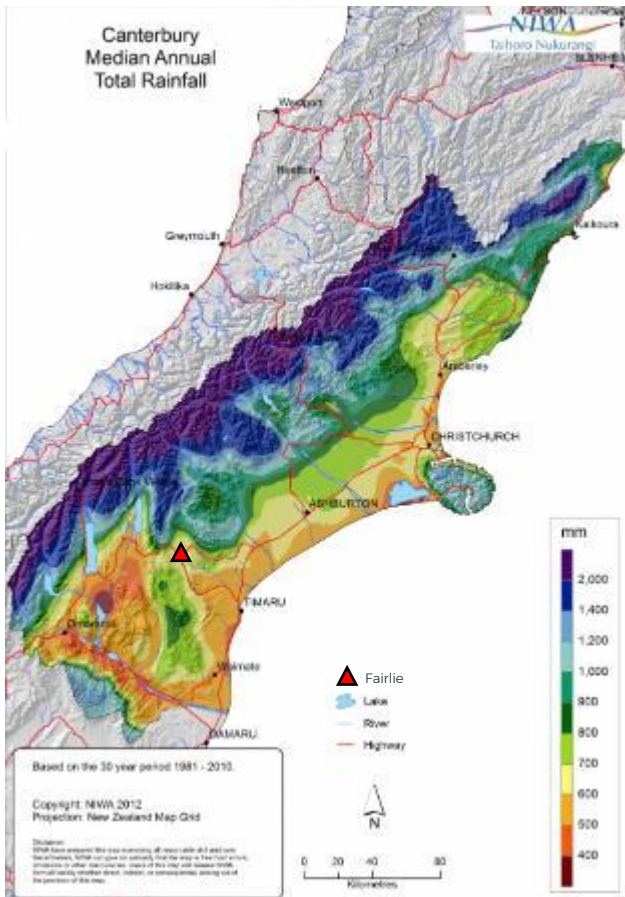 Canterbury
Median Annual
Total Rainfall
NIWA
Taihoro Nukurangi
Westport
Reefton
Greymouth
Hokitika
Kaikoura
Amberley
CHRISTCHURCH
ASHBURTON
TIMARU
Omarama
Waimate
OAMARU
mm
2,000
1,400
1,200
1,000
900
800
700
600
500
400
Fairlie
Lake
River
Highway
N
0 20 40 80
Kilometres
Based on the 30 year period 1981 - 2010.
Copyright: NIWA 2012
Projection: New Zealand Map Grid
Disclaimer: